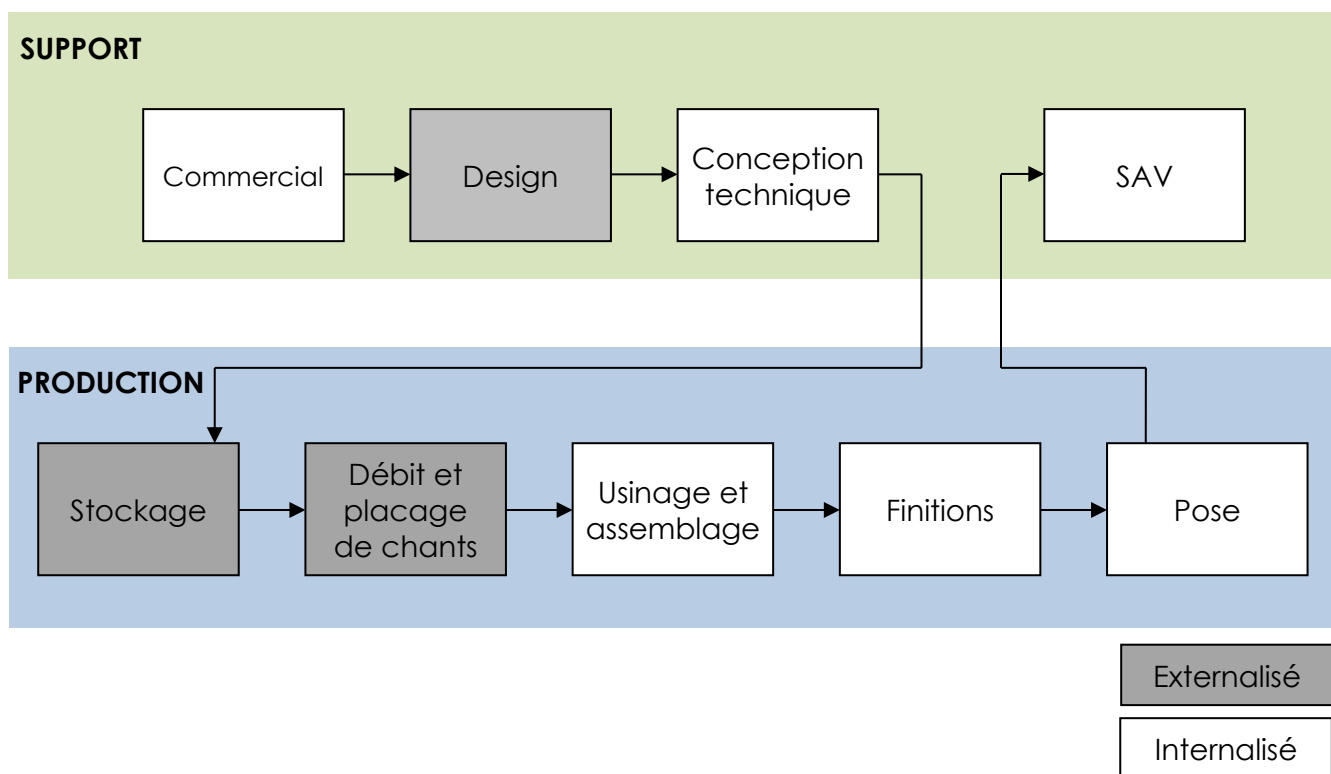 SUPPORT
Commercial
Design
Conception
technique
SAV
PRODUCTION
Stockage
Débit et
placage
de chants
Usinage et
assemblage
Finitions
Pose
Externalisé
Internalisé